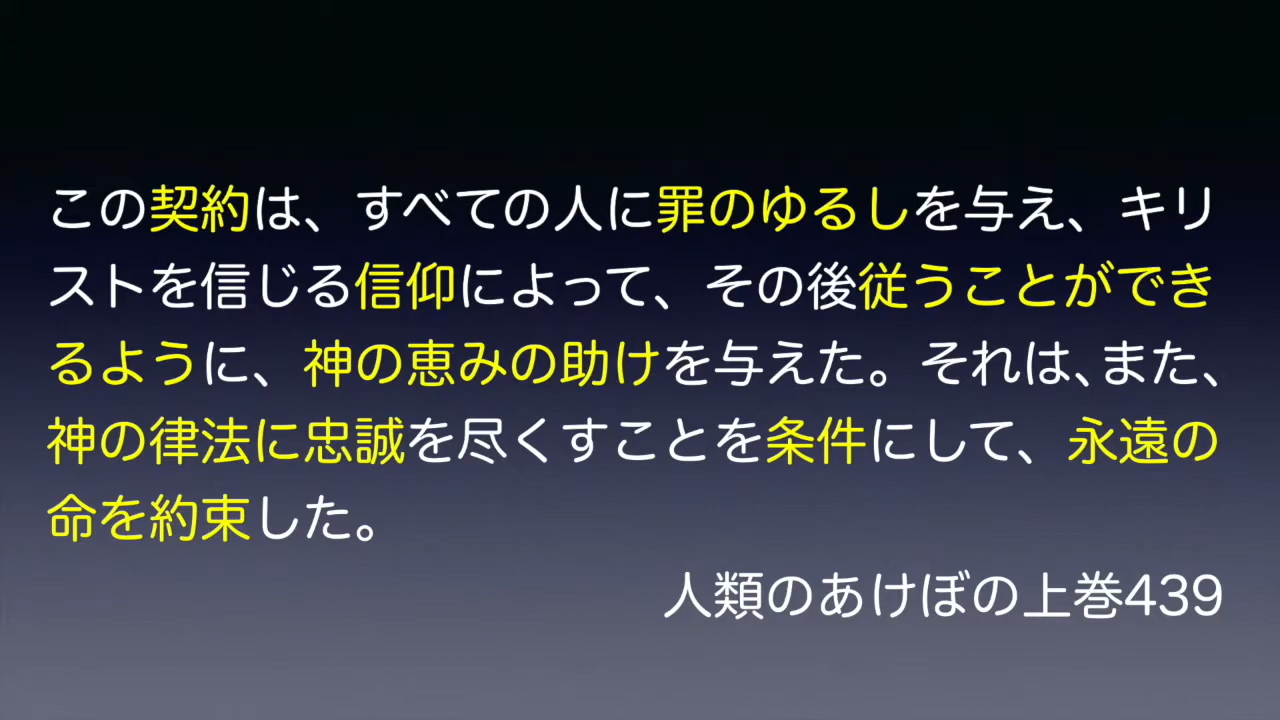 この契約は、すべての人に罪のゆるしを与え、キリ
ストを信じる信仰によって、その後従うことができ
るように、神の恵みの助けを与えた。それは、また、
神の律法に忠誠を尽くすことを条件にして、永遠の
命を約束した。
人類のあけぼの上巻439